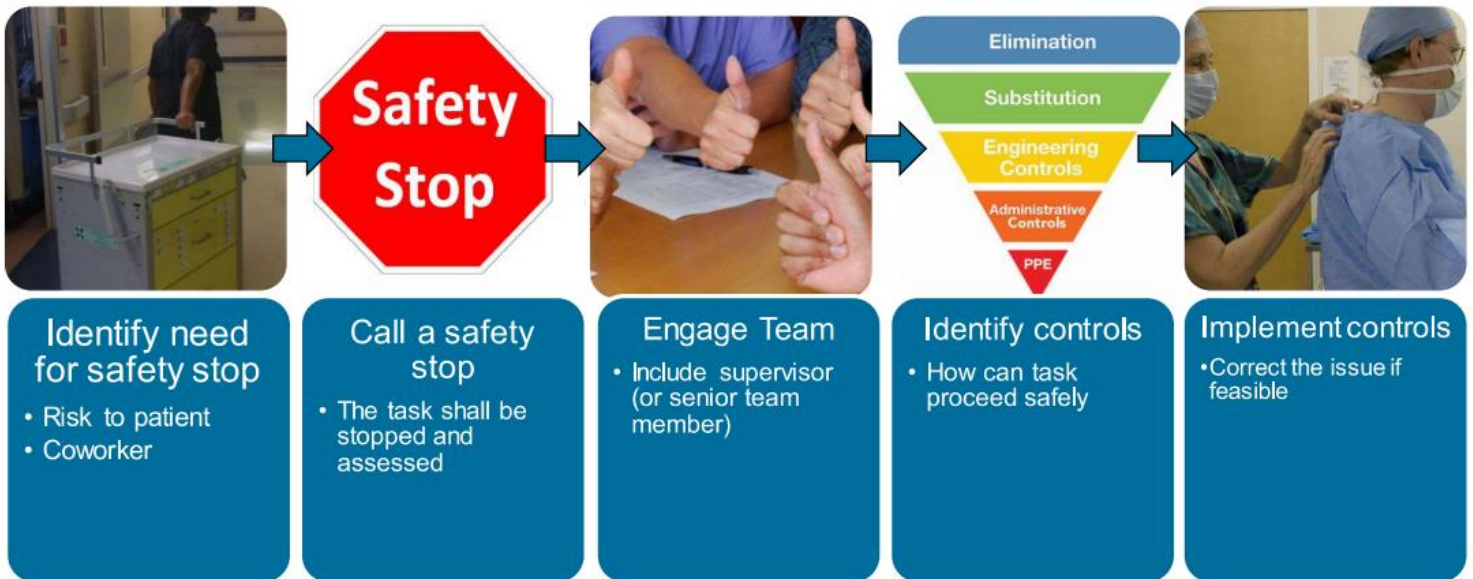 Safety
Stop
Elimination
Substitution
Engineering
Controls
Administrative
Controls
PPE
Identify need
for safety stop
• Risk to patient
• Coworker
Call a safety
stop
• The task shall be
stopped and
assessed
Engage Team
• Include supervisor
(or senior team
member)
Identify controls
• How can task
proceed safely
Implement controls
•Correct the issue if
feasible